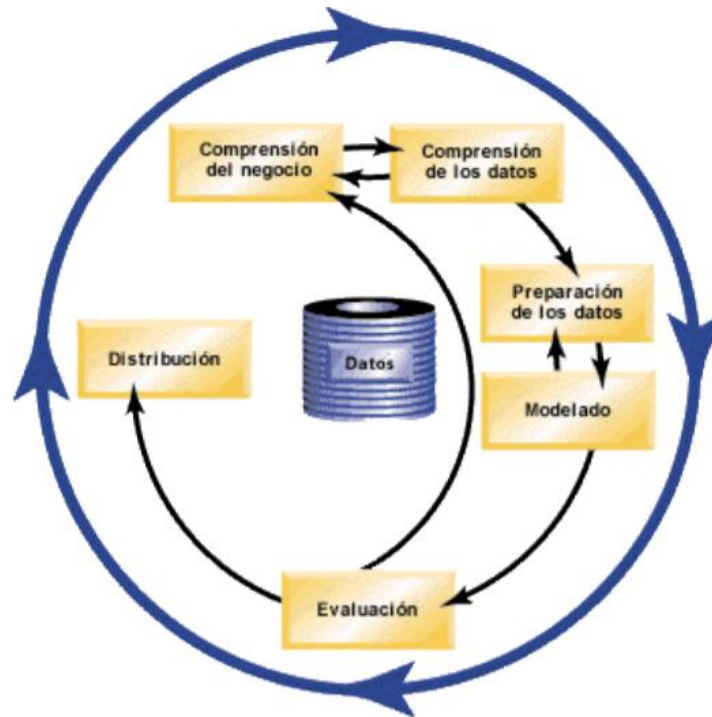 Comprensión
del negocio
Comprensión
de los datos
Preparación
de los datos
Distribución
Datos
Modelado
Evaluación